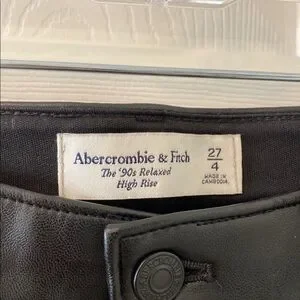 Abercrombie & Fitch
The '90s Relaxed
High Rise
27
4
MADE IN
CAMBODIA